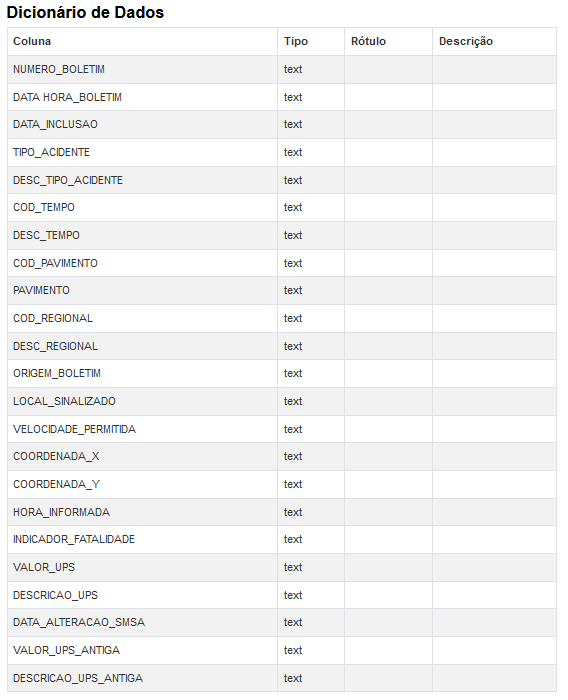 Dicionário de Dados
Coluna Tipo Rótulo Descrição
NUMERO_BOLETIM text
DATA HORA_BOLETIM text
DATA_INCLUSAO text
TIPO_ACIDENTE text
DESC_TIPO_ACIDENTE text
COD_TEMPO text
DESC_TEMPO text
COD_PAVIMENTO text
PAVIMENTO text
COD_REGIONAL text
DESC_REGIONAL text
ORIGEM_BOLETIM text
LOCAL_SINALIZADO text
VELOCIDADE_PERMITIDA text
COORDENADA_X text
COORDENADA_Y text
HORA_INFORMADA text
INDICADOR_FATALIDADE text
VALOR_UPS text
DESCRICAO_UPS text
DATA_ALTERACAO_SMSA text
VALOR_UPS_ANTIGA text
DESCRICAO_UPS_ANTIGA text